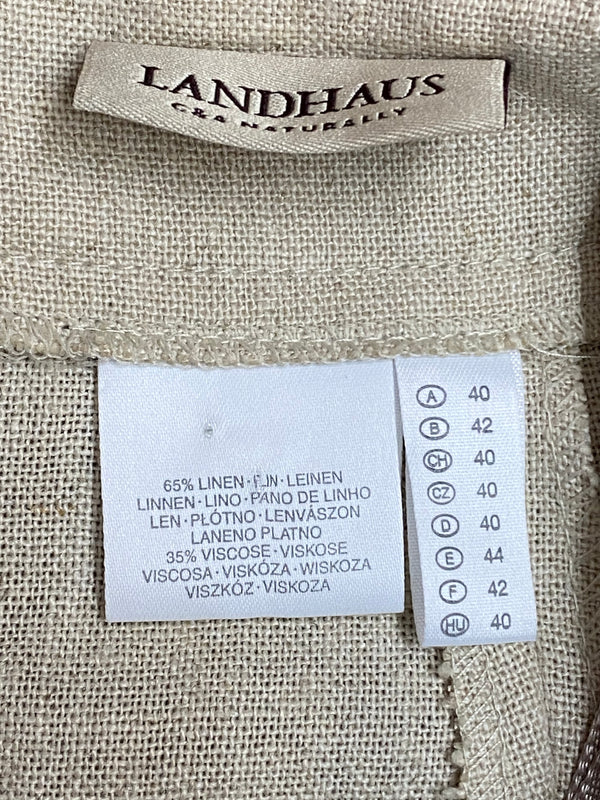 LANDHAUS
C&A NATURALLY
65% LINEN·LIN·LEINEN
LINNEN·LINO·PANO DE LINHO
LEN·PŁÓTNO·LENVÁSZON
LANENO PLATNO
35% VISCOSE·VISKOSE
VISCOSA·VISKÓZA·WISKOZA
VISZKÓZ·VISKOZA
A 40
B 42
CH 40
CZ 40
D 40
E 44
F 42
HU 40